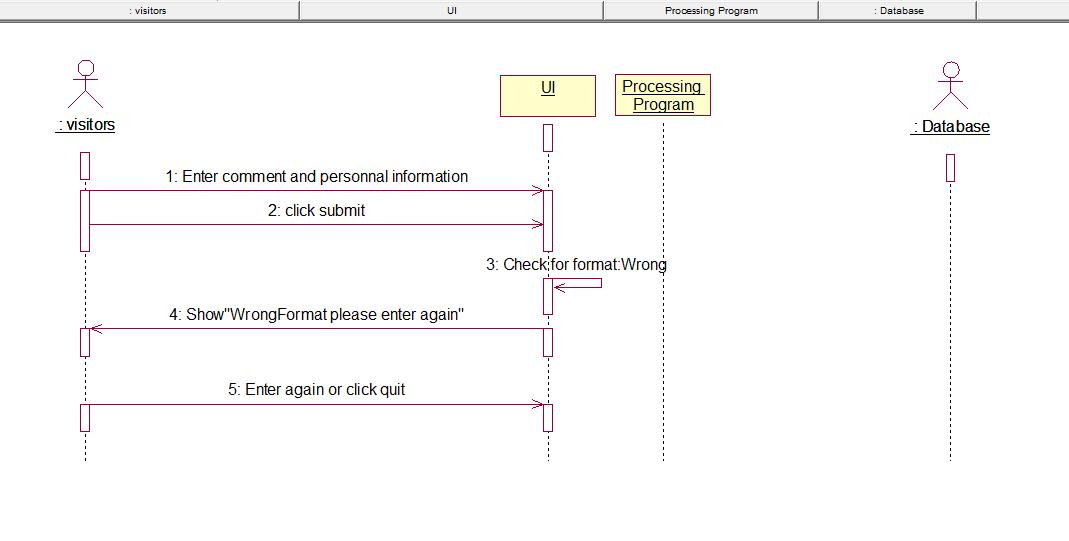 : visitors
UI
Processing Program
: Database
: visitors
UI
Processing
Program
: Database
1: Enter comment and personnal information
2: click submit
3: Check for format:Wrong
4: Show"WrongFormat please enter again"
5: Enter again or click quit